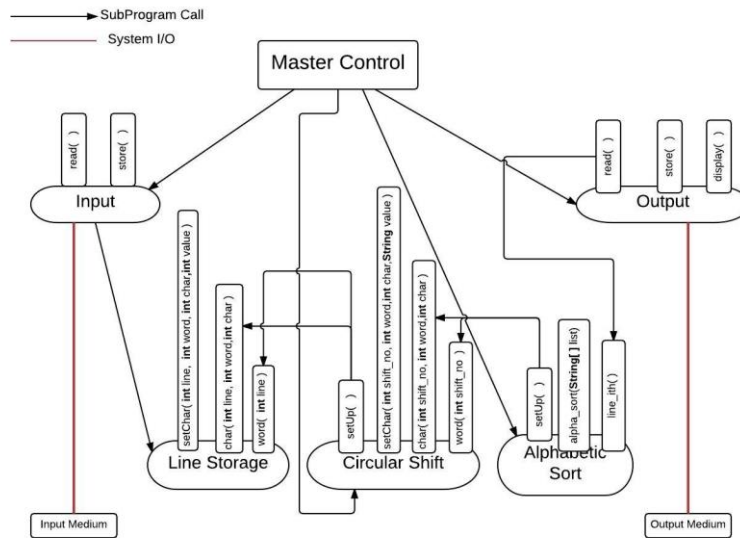 SubProgram Call
System I/O
Master Control
read( )
store( )
Input
read( )
store( )
display( )
Output
setChar( int line, int word, int char,int value )
char( int line, int word,int char )
word( int line )
Line Storage
setUp( )
setChar( int shift_no, int word,int char,String value )
char( int shift_no, int word,int char )
word( int shift_no )
Circular Shift
setUp( )
alpha_sort(String[ ] list)
line_ith( )
Alphabetic
Sort
Input Medium
Output Medium